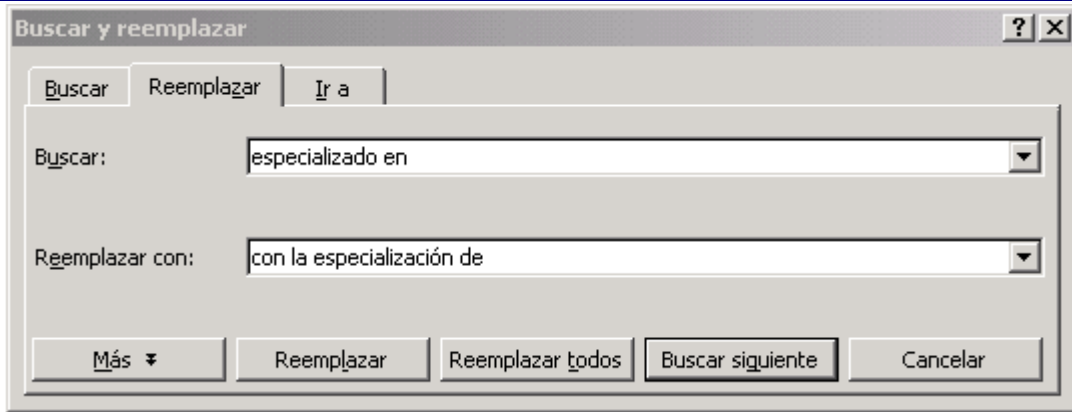 Buscar y reemplazar
Buscar Reemplazar Ir a
Buscar: especializado en
Reemplazar con: con la especialización de
Más Reemplazar Reemplazar todos Buscar siguiente Cancelar